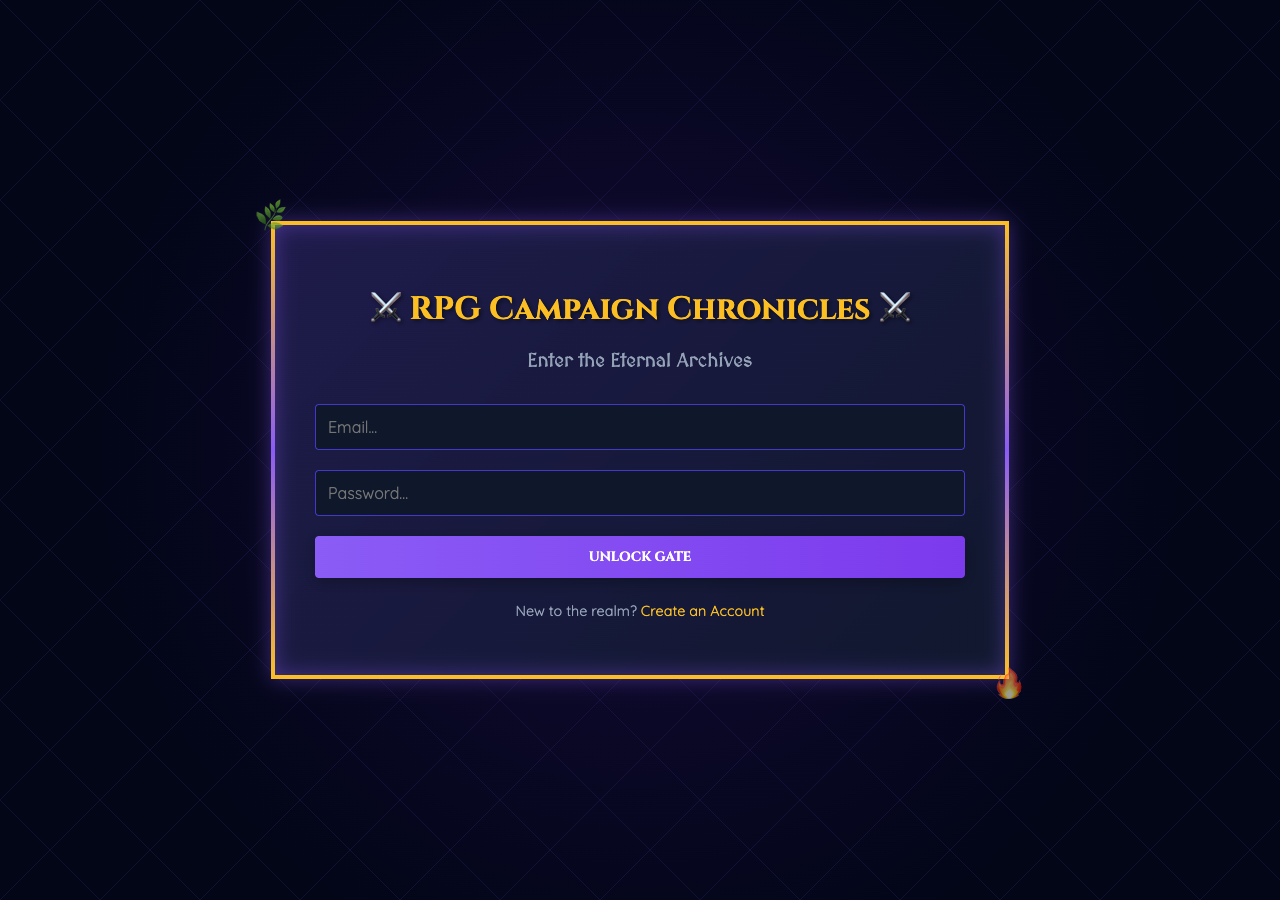 ⚔️ RPG Campaign Chronicles ⚔️
Enter the Eternal Archives
Email...
Password...
UNLOCK GATE
New to the realm? Create an Account